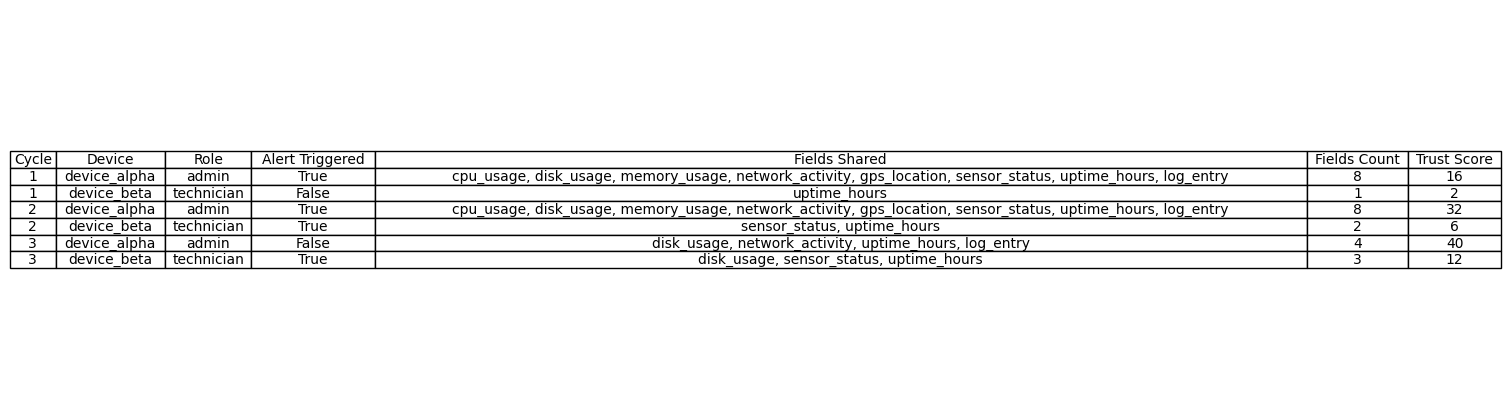 Cycle Device Role Alert Triggered Fields Shared Fields Count Trust Score
1 device_alpha admin True cpu_usage, disk_usage, memory_usage, network_activity, gps_location, sensor_status, uptime_hours, log_entry 8 16
1 device_beta technician False uptime_hours 1 2
2 device_alpha admin True cpu_usage, disk_usage, memory_usage, network_activity, gps_location, sensor_status, uptime_hours, log_entry 8 32
2 device_beta technician True sensor_status, uptime_hours 2 6
3 device_alpha admin False disk_usage, network_activity, uptime_hours, log_entry 4 40
3 device_beta technician True disk_usage, sensor_status, uptime_hours 3 12